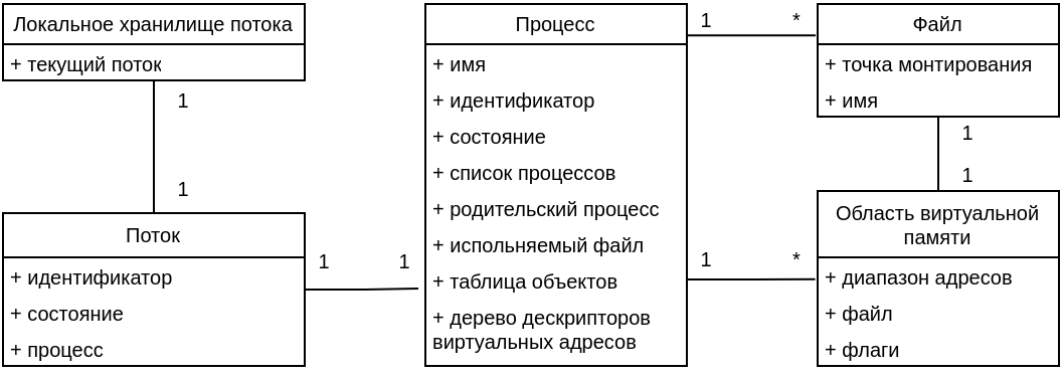 Локальное хранилище потока
+ текущий поток
1
1
Поток
+ идентификатор
+ состояние
+ процесс
1
1
Процесс
+ имя
+ идентификатор
+ состояние
+ список процессов
+ родительский процесс
+ испольняемый файл
+ таблица объектов
+ дерево дескрипторов
виртуальных адресов
1
*
1
*
Файл
+ точка монтирования
+ имя
1
1
Область виртуальной
памяти
+ диапазон адресов
+ файл
+ флаги